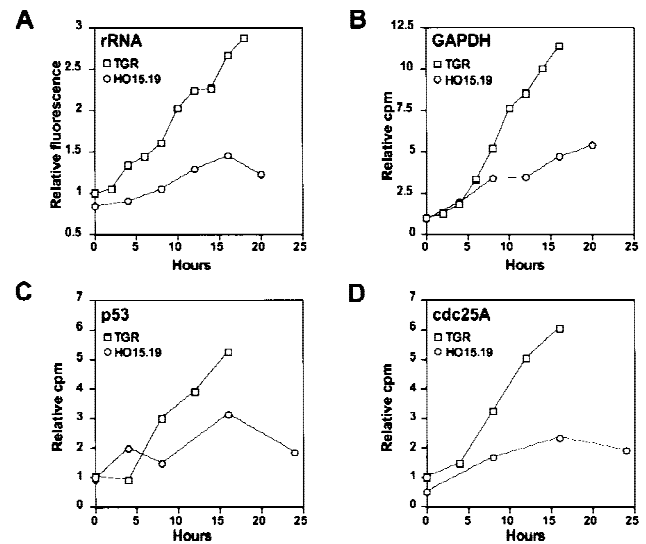 A
rRNA
TGR
HO15.19
Relative fluorescence
3
2.5
2
1.5
1
0.5
0 5 10 15 20 25
Hours
B
GAPDH
TGR
HO15.19
Relative cpm
12.5
10
7.5
5
2.5
0
0 5 10 15 20 25
Hours
C
p53
TGR
HO15.19
Relative cpm
7
6
5
4
3
2
1
0
0 5 10 15 20 25
Hours
D
cdc25A
TGR
HO15.19
Relative cpm
7
6
5
4
3
2
1
0
0 5 10 15 20 25
Hours